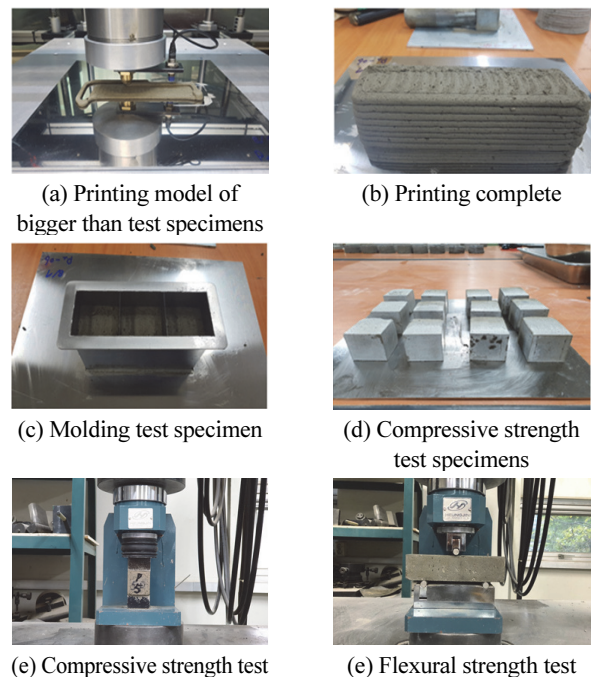 (a) Printing model of
bigger than test specimens
(b) Printing complete
(c) Molding test specimen
(d) Compressive strength
test specimens
(e) Compressive strength test
(e) Flexural strength test